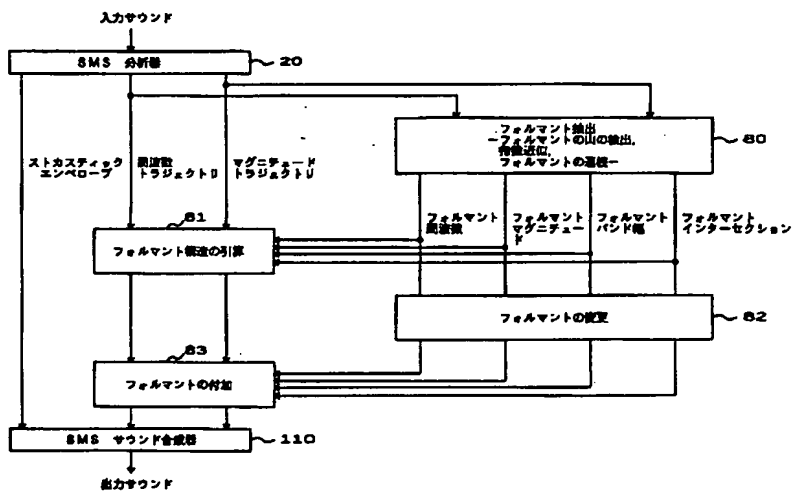 入力サウンド
SMS 分析器
20
フォルマント抽出
−フォルマントの山の抽出,
フォルマントの連続−
80
ストカスティック
エンベロープ
周波数
トラジェクトリ
マグニチュード
トラジェクトリ
フォルマント
周波数
フォルマント
マグニチュー
ド
フォルマント
バンド幅
フォルマント
インターセクション
81
フォルマント構造の引算
フォルマントの変更
82
83
フォルマントの付加
SMS サウンド合成器
110
出力サウンド